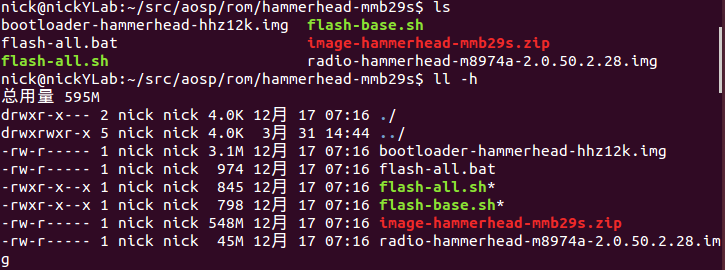 nick@nickYLab:~/src/aosp/rom/hammerhead-mmb29s$ ls
bootloader-hammerhead-hhz12k.img  flash-base.sh
flash-all.bat                     image-hammerhead-mmb29s.zip
flash-all.sh                      radio-hammerhead-m8974a-2.0.50.2.28.img
nick@nickYLab:~/src/aosp/rom/hammerhead-mmb29s$ ll -h
总用量 595M
drwxr-x--- 2 nick nick 4.0K 12月 17 07:16 ./
drwxrwxr-x 5 nick nick 4.0K  3月 31 14:44 ../
-rw-r----- 1 nick nick 3.1M 12月 17 07:16 bootloader-hammerhead-hhz12k.img
-rw-r----- 1 nick nick  974 12月 17 07:16 flash-all.bat
-rwxr-x--x 1 nick nick  845 12月 17 07:16 flash-all.sh*
-rwxr-x--x 1 nick nick  798 12月 17 07:16 flash-base.sh*
-rw-r----- 1 nick nick 548M 12月 17 07:16 image-hammerhead-mmb29s.zip
-rw-r----- 1 nick nick  45M 12月 17 07:16 radio-hammerhead-m8974a-2.0.50.2.28.im
g